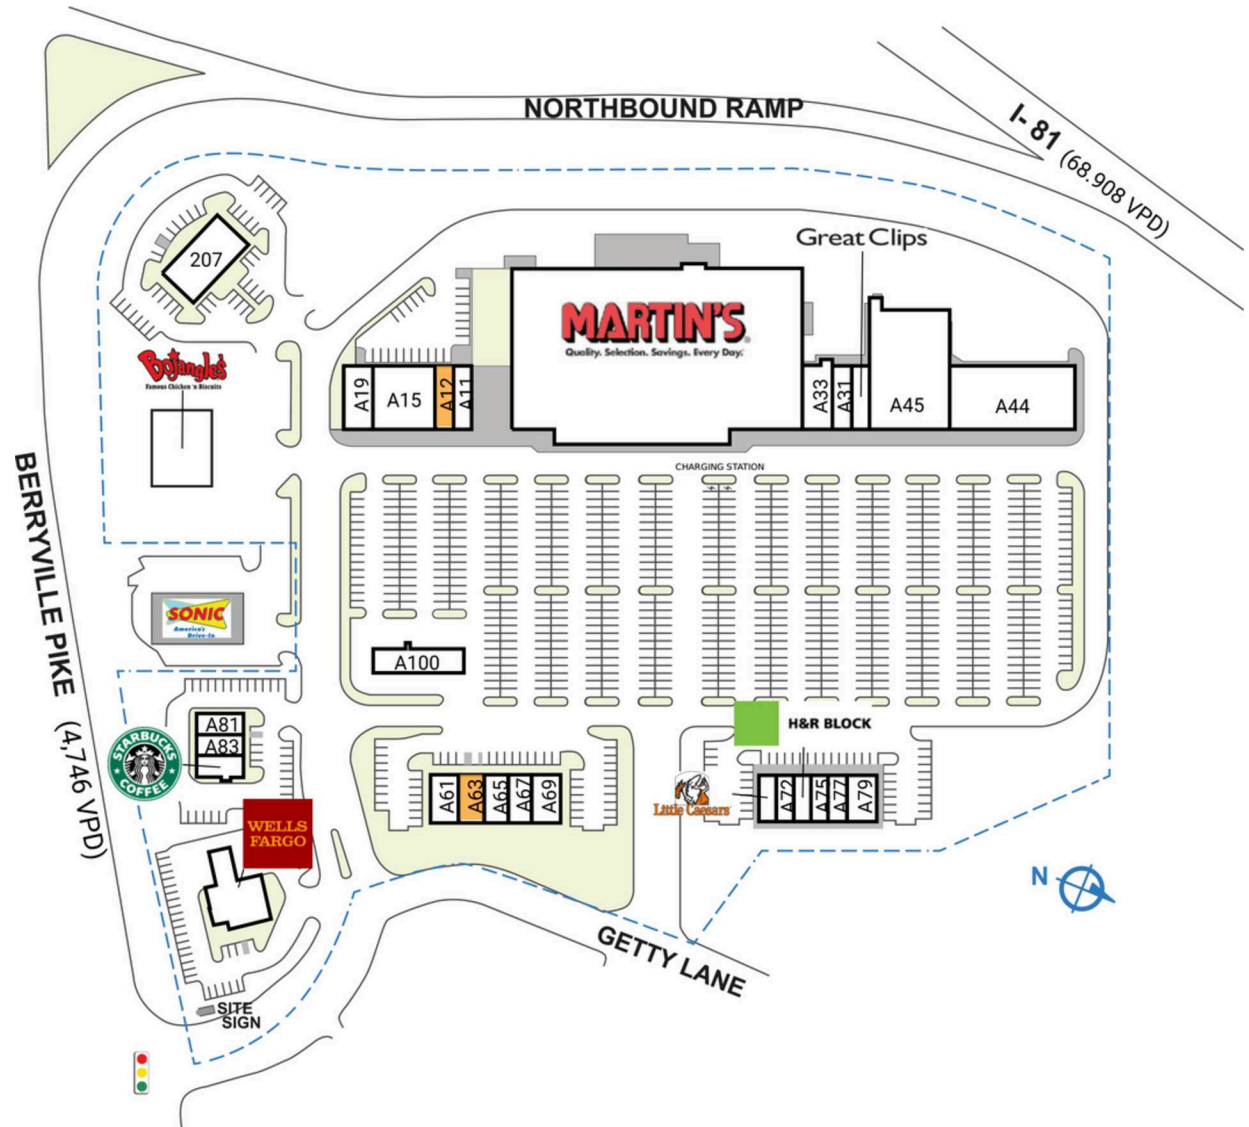 NORTHBOUND RAMP
I-81 (68.908 VPD)
GreatClips
207
MARTIN'S
Quality. Selection. Savings. Every Day.
Bojangles
Famous Chicken 'n Biscuits
A19
A15
A12
A11
A33
A31
A45
A44
CHARGING STATION
BERRYVILLE PIKE (4,746 VPD)
SONIC
America's
Drive-In
A100
A81
A83
STARBUCKS
COFFEE
H&R BLOCK
A61
A63
A65
A67
A69
Little Caesars
A72
A75
A77
A79
WELLS
FARGO
N
GETTY LANE
SITE
SIGN